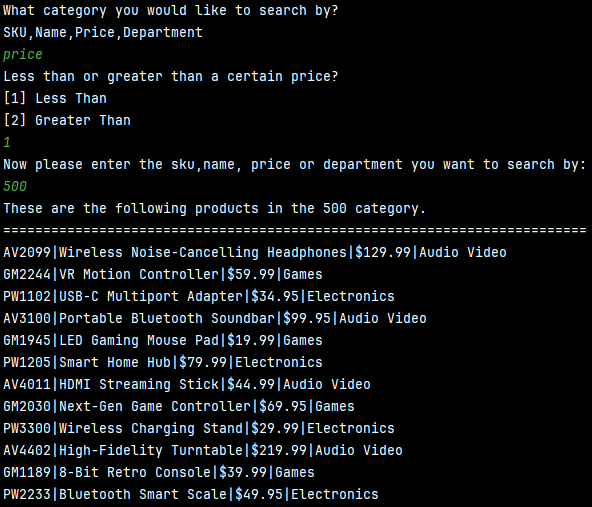 What category you would like to search by?
SKU,Name,Price,Department
price
Less than or greater than a certain price?
[1] Less Than
[2] Greater Than
1
Now please enter the sku,name, price or department you want to search by:
500
These are the following products in the 500 category.
=========================================================================
AV2099|Wireless Noise-Cancelling Headphones|$129.99|Audio Video
GM2244|VR Motion Controller|$59.99|Games
PW1102|USB-C Multiport Adapter|$34.95|Electronics
AV3100|Portable Bluetooth Soundbar|$99.95|Audio Video
GM1945|LED Gaming Mouse Pad|$19.99|Games
PW1205|Smart Home Hub|$79.99|Electronics
AV4011|HDMI Streaming Stick|$44.99|Audio Video
GM2030|Next-Gen Game Controller|$69.95|Games
PW3300|Wireless Charging Stand|$29.99|Electronics
AV4402|High-Fidelity Turntable|$219.99|Audio Video
GM1189|8-Bit Retro Console|$39.99|Games
PW2233|Bluetooth Smart Scale|$49.95|Electronics